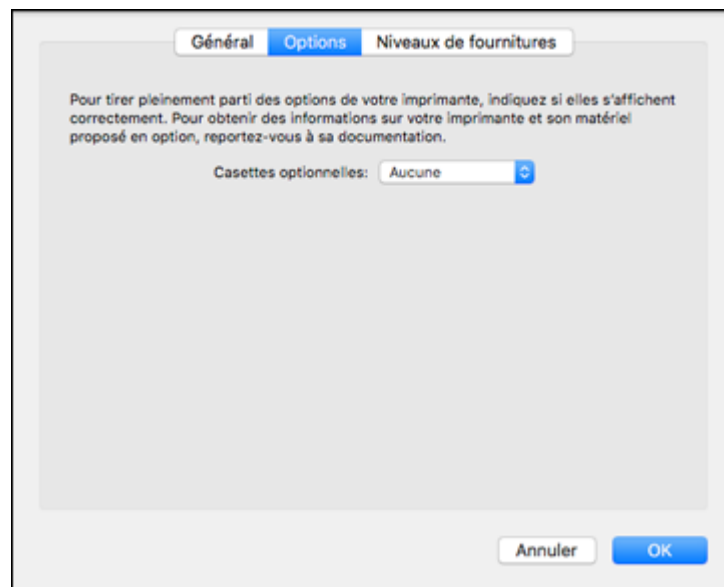 Général Options Niveaux de fournitures
Pour tirer pleinement parti des options de votre imprimante, indiquez si elles s'affichent
correctement. Pour obtenir des informations sur votre imprimante et son matériel
proposé en option, reportez-vous à sa documentation.
Casettes optionnelles: Aucune
Annuler OK